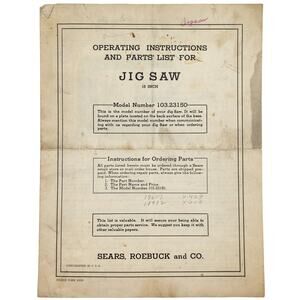 Jigsaw
OPERATING INSTRUCTIONS
AND PARTS LIST FOR
JIG SAW
18 INCH
Model Number 103.23150
This is the model number of your Jig Saw. It will be
found on a plate located on the back surface of the base.
Always mention this model number when communicat-
ing with us regarding your Jig Saw or when ordering
parts.
Instructions for Ordering Parts
All parts listed herein must be ordered through a Sears
retail store or mail order house. Parts are shipped pre-
paid. When ordering repair parts, always give the follow-
ing information:
1. The Part Number.
2. The Part Name and Price.
3. The Model Number 103.23150.
This list is valuable. It will assure your being able to
obtain proper parts service. We suggest you keep it with
other valuable papers.
SEARS, ROEBUCK and CO.